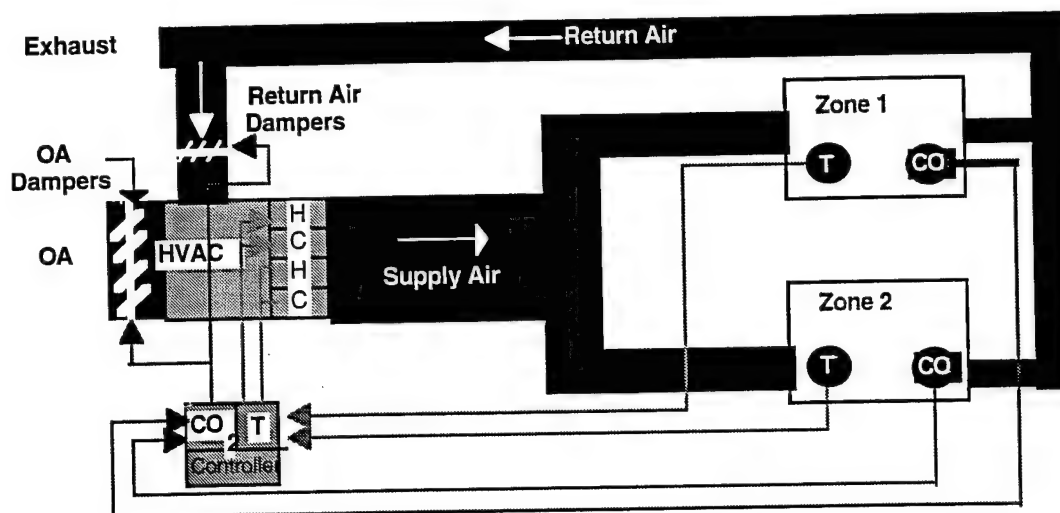 Exhaust
Return Air
Return Air
Dampers
OA
Dampers
OA
HVAC
H
C
H
C
Supply Air
Zone 1
T
CO
Zone 2
T
CO
CO
2
T
Controller